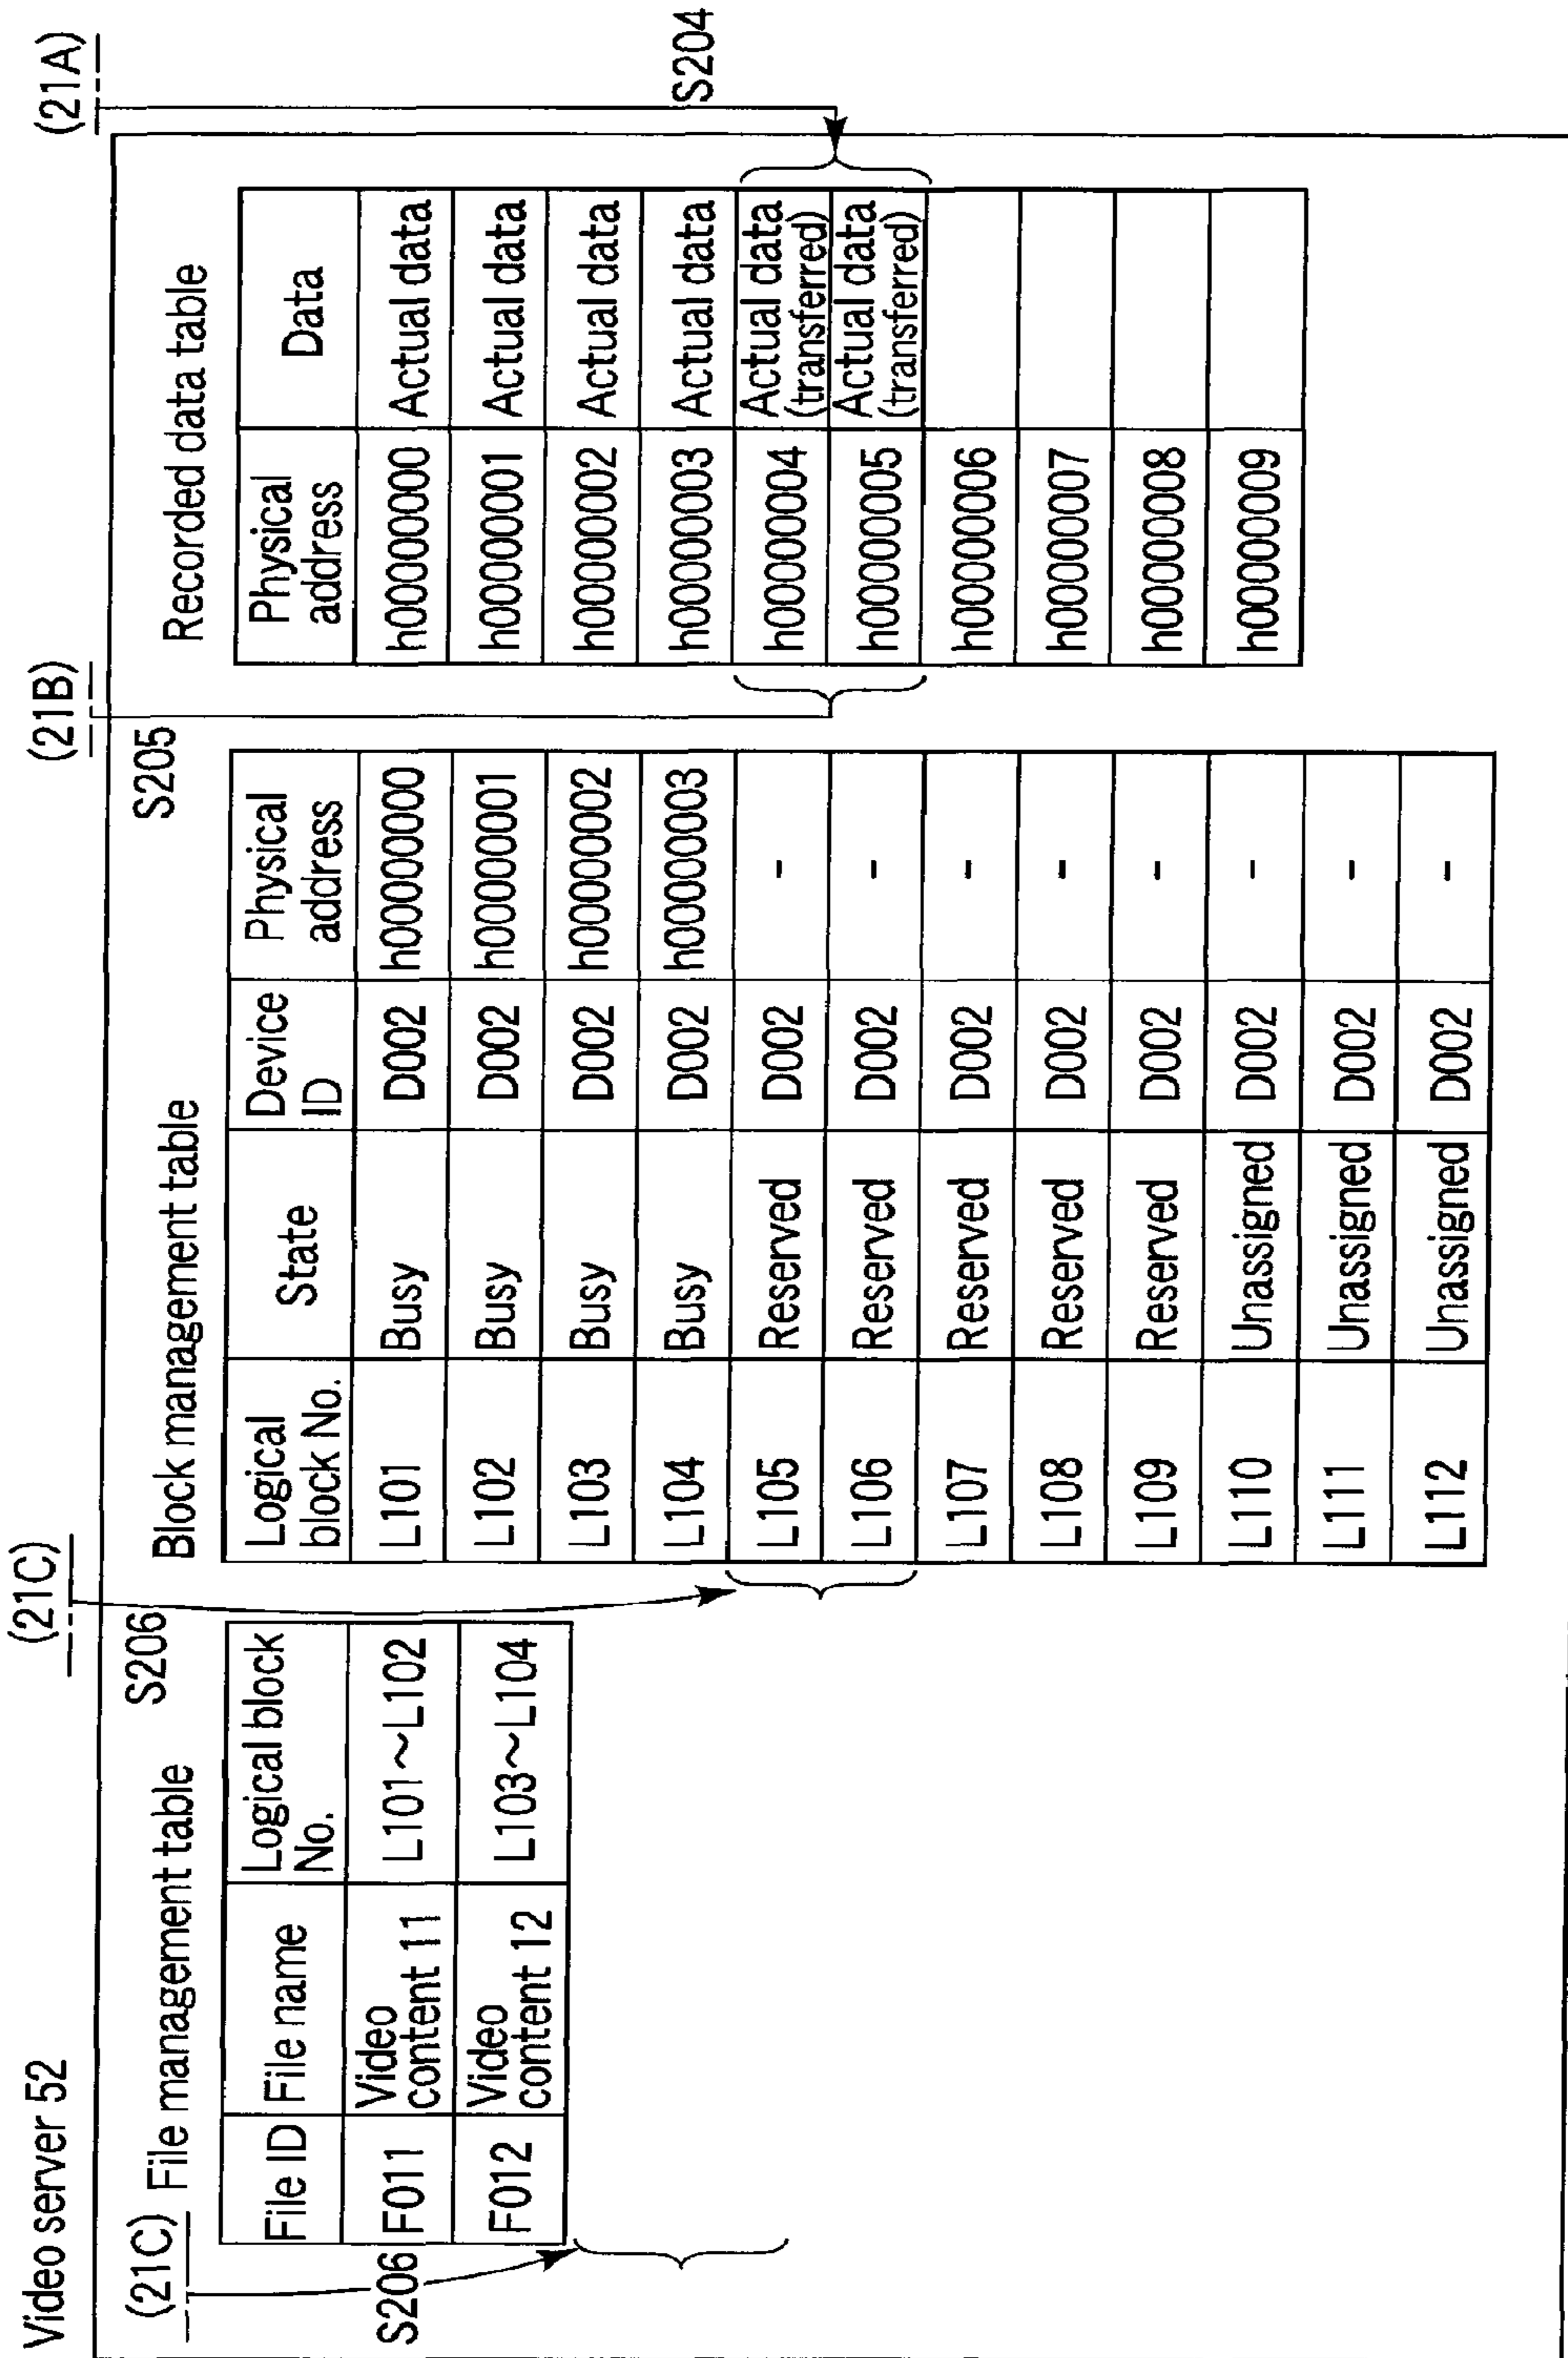 Video server 52
(21C)
(21B)
(21A)
(21C) File management table
S206
File ID File name Logical block No.
F011 Video content 11 L101~L102
F012 Video content 12 L103~L104
S206
Block management table
S205
Logical block No. State Device ID Physical address
L101 Busy D002 h00000000
L102 Busy D002 h00000001
L103 Busy D002 h00000002
L104 Busy D002 h00000003
L105 Reserved D002 -
L106 Reserved D002 -
L107 Reserved D002 -
L108 Reserved D002 -
L109 Reserved D002 -
L110 Unassigned D002 -
L111 Unassigned D002 -
L112 Unassigned D002 -
Recorded data table
Physical address Data
h00000000 Actual data
h00000001 Actual data
h00000002 Actual data
h00000003 Actual data
h00000004 Actual data (transferred)
h00000005 Actual data (transferred)
h00000006
h00000007
h00000008
h00000009
S204